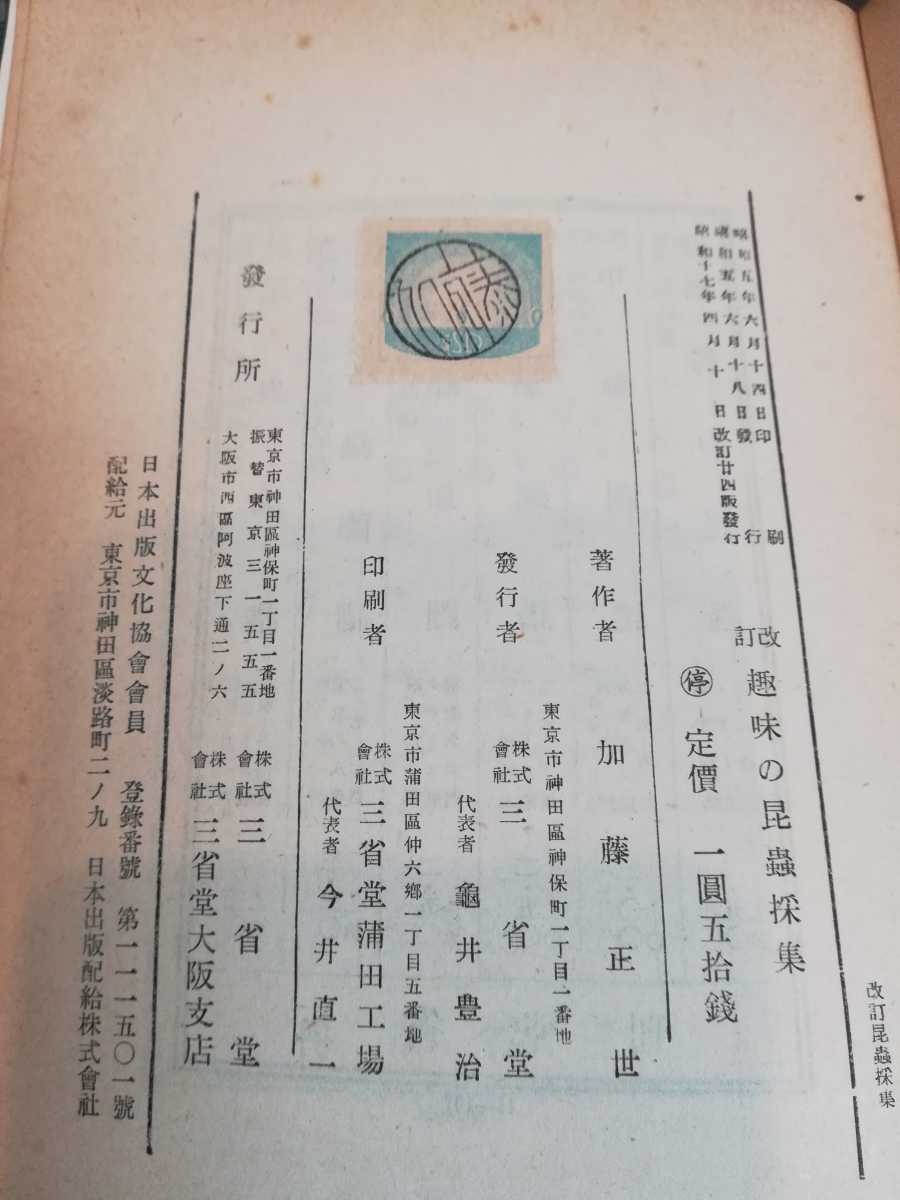 昭和五年六月十四日印刷
昭和五年六月十八日發行
昭和十七年四月十日改訂廿四版發行
改訂 趣味の昆蟲採集
停 定價 一圓五拾錢
著作者 加藤正世
東京市神田區神保町一丁目一番地
發行者 株式會社 三省堂
代表者 龜井豊治
東京市蒲田區仲六鄕一丁目五番地
印刷者 株式會社 三省堂蒲田工場
代表者 今井直一
發行所
東京市神田區神保町一丁目一番地
振替東京三一五五五
株式會社 三省堂
大阪市西區阿波座下通二ノ六
株式會社 三省堂大阪支店
日本出版文化協會會員 登錄番號 第一一一五〇一號
配給元 東京市神田區淡路町二ノ九 日本出版配給株式會社
改訂昆蟲採集